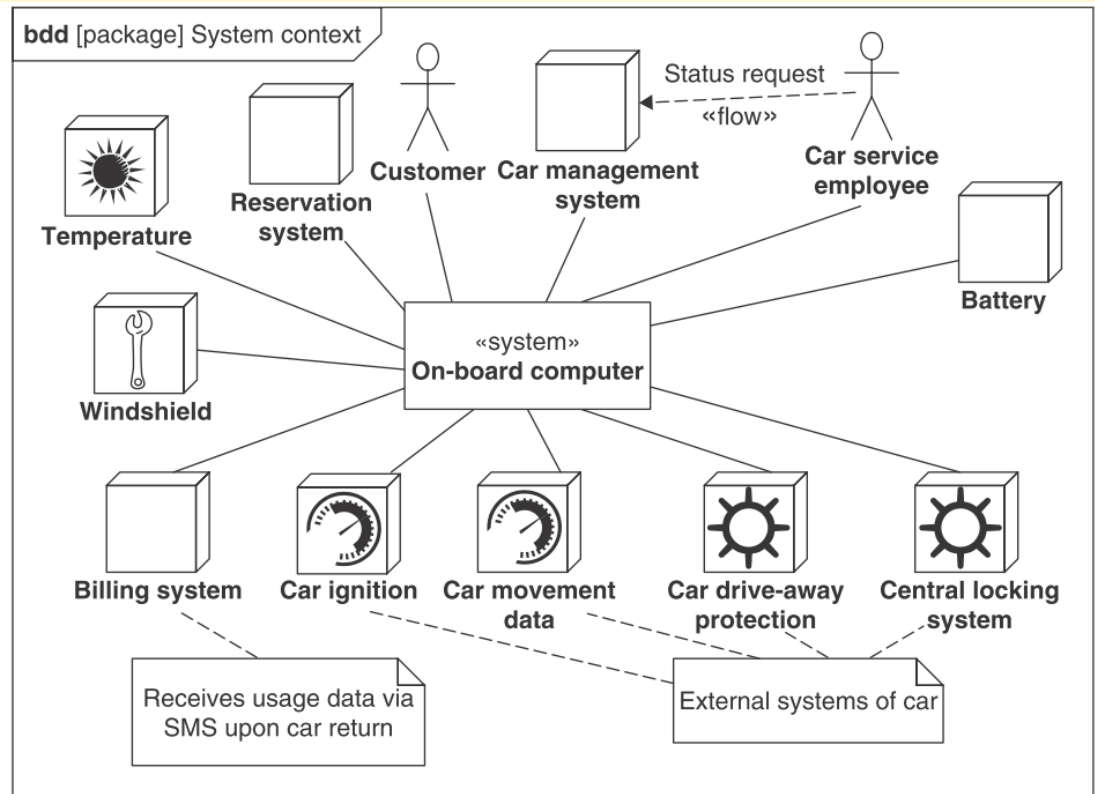 bdd [package] System context
Status request
«flow»
Customer
Car management
system
Car service
employee
Reservation
system
Temperature
Battery
«system»
On-board computer
Windshield
Billing system
Car ignition
Car movement
data
Car drive-away
protection
Central locking
system
Receives usage data via
SMS upon car return
External systems of car